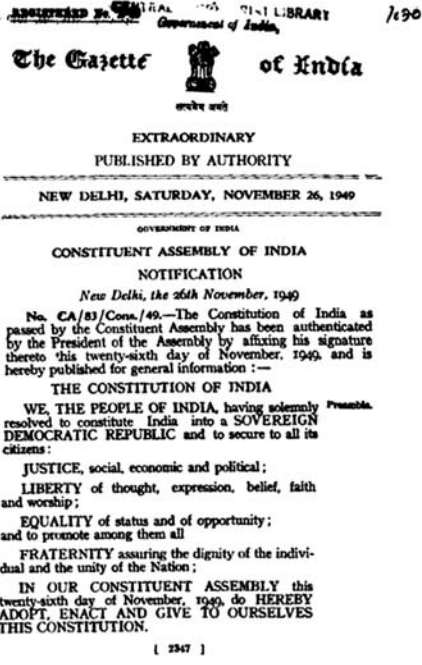 REGISTERED No.
LIBRARY
Government of India,
The Gazette of India
सत्यमेव जयते
EXTRAORDINARY
PUBLISHED BY AUTHORITY
NEW DELHI, SATURDAY, NOVEMBER 26, 1949
GOVERNMENT OF INDIA
CONSTITUENT ASSEMBLY OF INDIA
NOTIFICATION
New Delhi, the 26th November, 1949
No. CA/83/Cons./49.—The Constitution of India as
passed by the Constituent Assembly has been authenticated
by the President of the Assembly by affixing his signature
thereto this twenty-sixth day of November, 1949, and is
hereby published for general information :—
THE CONSTITUTION OF INDIA
WE, THE PEOPLE OF INDIA, having solemnly Preamble.
resolved to constitute India into a SOVEREIGN
DEMOCRATIC REPUBLIC and to secure to all its
citizens :
JUSTICE, social, economic and political ;
LIBERTY of thought, expression, belief, faith
and worship ;
EQUALITY of status and of opportunity ;
and to promote among them all
FRATERNITY assuring the dignity of the indivi-
dual and the unity of the Nation ;
IN OUR CONSTITUENT ASSEMBLY this
twenty-sixth day of November, 1949, do HEREBY
ADOPT, ENACT AND GIVE TO OURSELVES
THIS CONSTITUTION.
[ 2347 ]